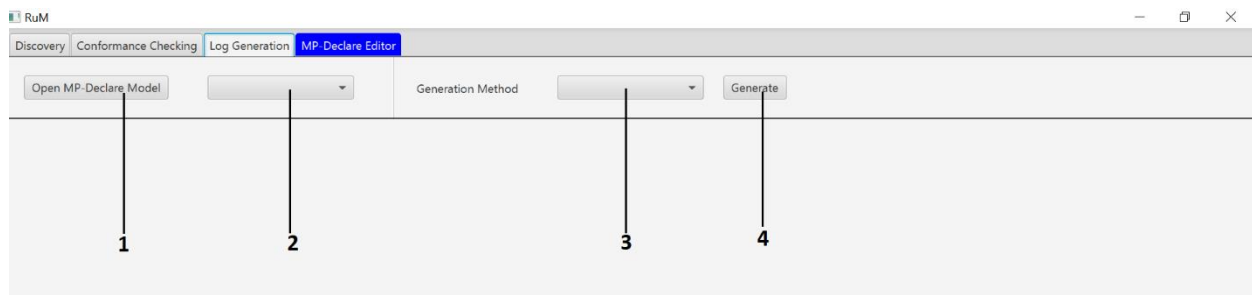 RuM
Discovery Conformance Checking Log Generation MP-Declare Editor
Open MP-Declare Model Generation Method Generate
1 2 3 4